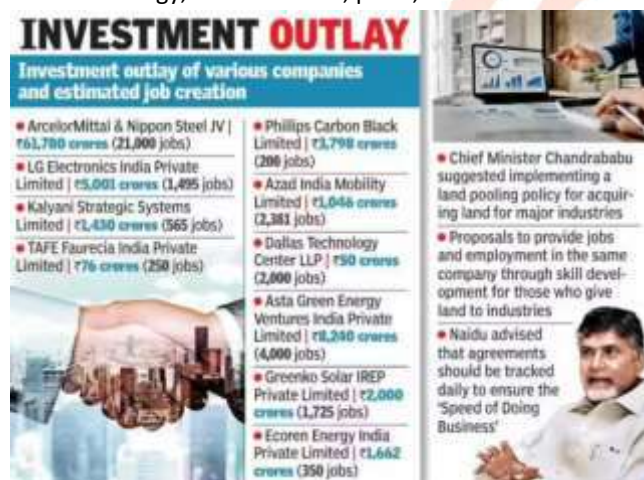 INVESTMENT OUTLAY
Investment outlay of various companies
and estimated job creation
• ArcelorMittal & Nippon Steel JV |
₹61,780 crores (21,000 jobs)
• LG Electronics India Private
Limited | ₹5,001 crores (1,495 jobs)
• Kalyani Strategic Systems
Limited | ₹1,430 crores (565 jobs)
• TAFE Faurecia India Private
Limited | ₹76 crores (250 jobs)
• Phillips Carbon Black
Limited | ₹3,798 crores
(200 jobs)
• Azad India Mobility
Limited | ₹1,046 crores
(2,381 jobs)
• Dallas Technology
Center LLP | ₹50 crores
(2,000 jobs)
• Asta Green Energy
Ventures India Private
Limited | ₹8,240 crores
(4,000 jobs)
• Greenko Solar IREP
Private Limited | ₹2,000
crores (1,725 jobs)
• Ecoren Energy India
Private Limited | ₹1,662
crores (350 jobs)
• Chief Minister Chandrababu
suggested implementing a
land pooling policy for acquir-
ing land for major industries
• Proposals to provide jobs
and employment in the same
company through skill devel-
opment for those who give
land to industries
• Naidu advised
that agreements
should be tracked
daily to ensure the
'Speed of Doing
Business'